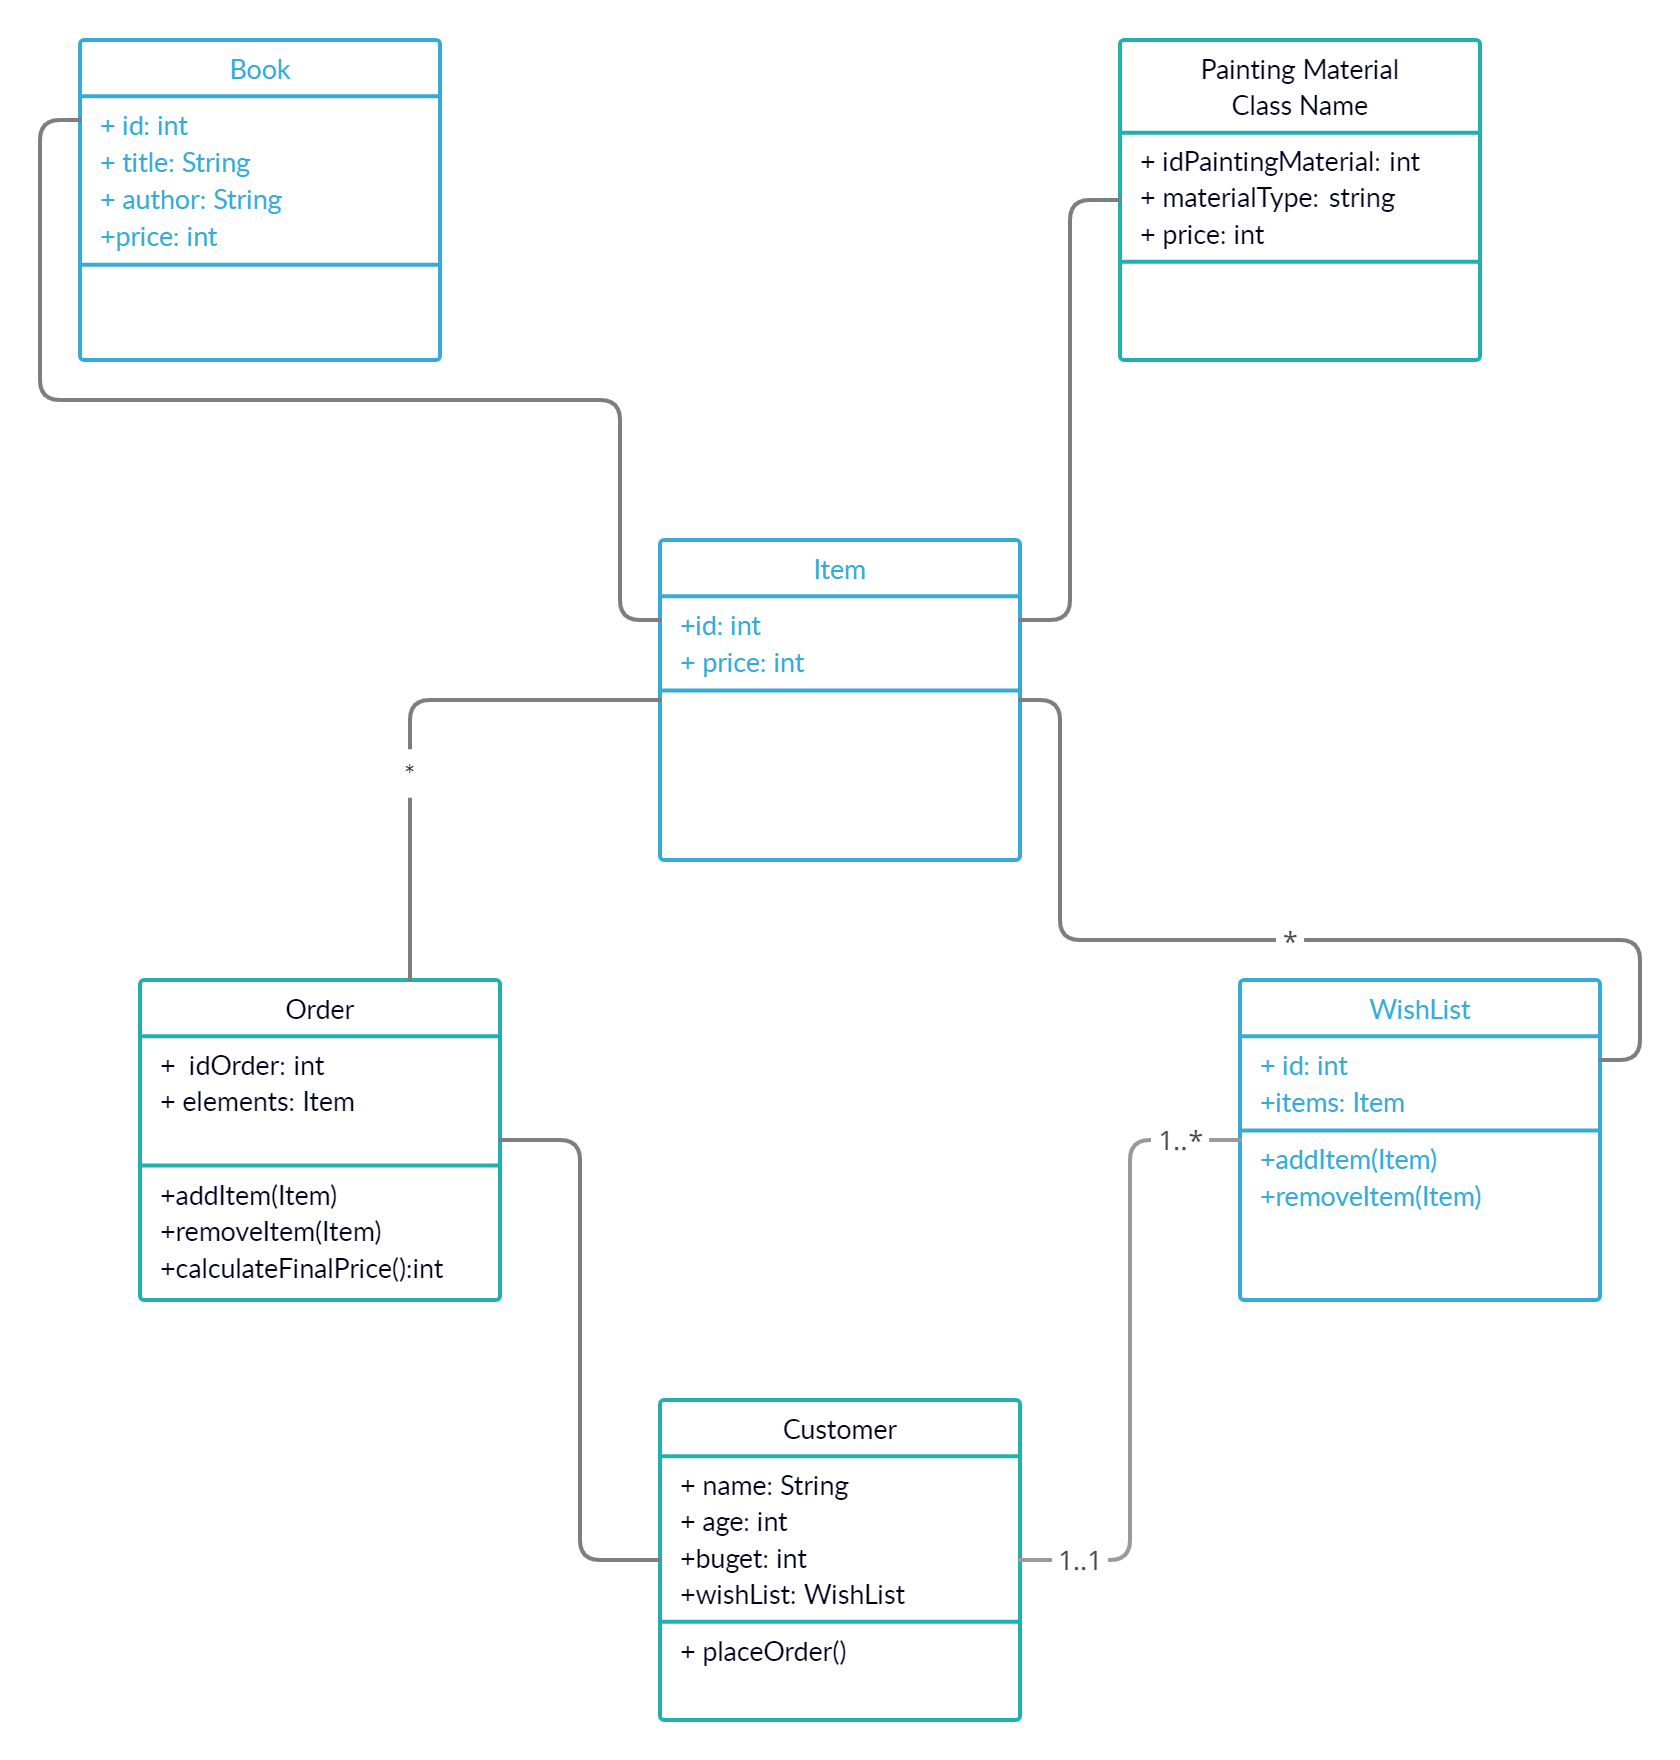 Book
+ id: int
+ title: String
+ author: String
+price: int
Painting Material
Class Name
+ idPaintingMaterial: int
+ materialType: string
+ price: int
Item
+id: int
+ price: int
*
*
Order
+ idOrder: int
+ elements: Item
+addItem(Item)
+removeItem(Item)
+calculateFinalPrice():int
WishList
+ id: int
+items: Item
+addItem(Item)
+removeItem(Item)
1..*
Customer
+ name: String
+ age: int
+buget: int
+wishList: WishList
+ placeOrder()
1..1